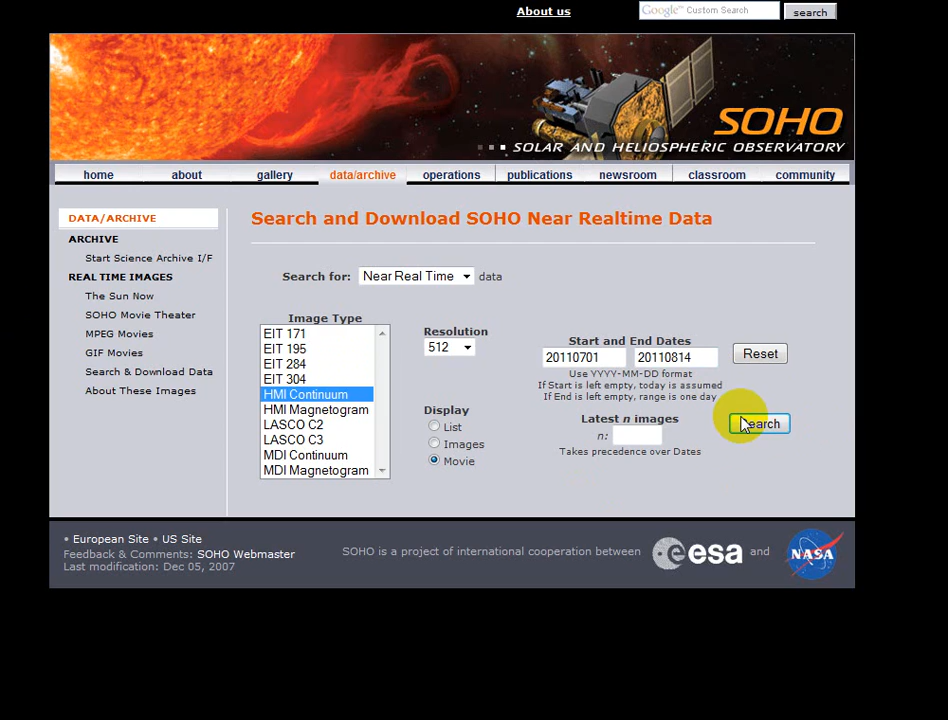 About us
Google™ Custom Search
search
SOHO
SOLAR AND HELIOSPHERIC OBSERVATORY
home about gallery data/archive operations publications newsroom classroom community
DATA/ARCHIVE
ARCHIVE
Start Science Archive I/F
REAL TIME IMAGES
The Sun Now
SOHO Movie Theater
MPEG Movies
GIF Movies
Search & Download Data
About These Images
Search and Download SOHO Near Realtime Data
Search for: Near Real Time data
Image Type
EIT 171
EIT 195
EIT 284
EIT 304
HMI Continuum
HMI Magnetogram
LASCO C2
LASCO C3
MDI Continuum
MDI Magnetogram
Resolution
512
Display
List
Images
Movie
Start and End Dates
20110701 20110814
Use YYYY-MM-DD format
If Start is left empty, today is assumed
If End is left empty, range is one day
Latest n images
n:
Takes precedence over Dates
Reset
Search
• European Site • US Site
Feedback & Comments: SOHO Webmaster
Last modification: Dec 05, 2007
SOHO is a project of international cooperation between esa and NASA